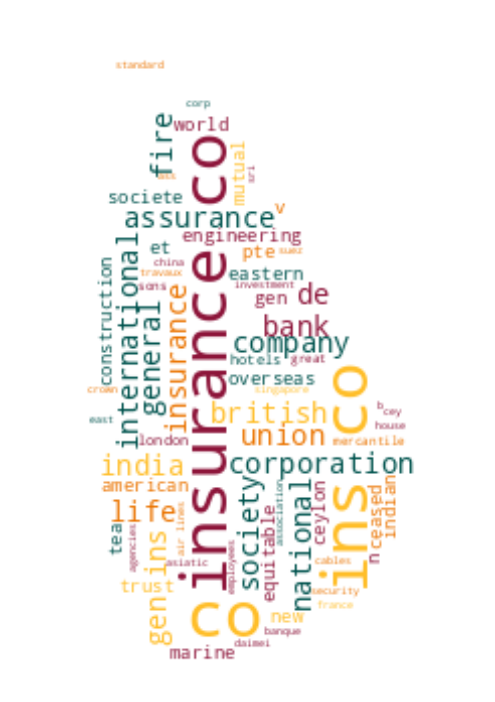 standard
corp
fire
world
insurance co
mutual
sri
societe
assurance
v
engineering
et
pte
suez
china
international
travaux
eastern
construction
sons
investment
general
insurance
gen
de
bank
company
hotels
great
overseas
crown
singapore
ins co
british
b
cey
east
house
london
union
mercantile
india
corporation
american
life
society
association
national
ceylon
n
ceased
indian
air lines
equitable
tea
agencies
gen ins
asiatic
employees
cables
trust
security
co
france
new
banque
daimei
marine